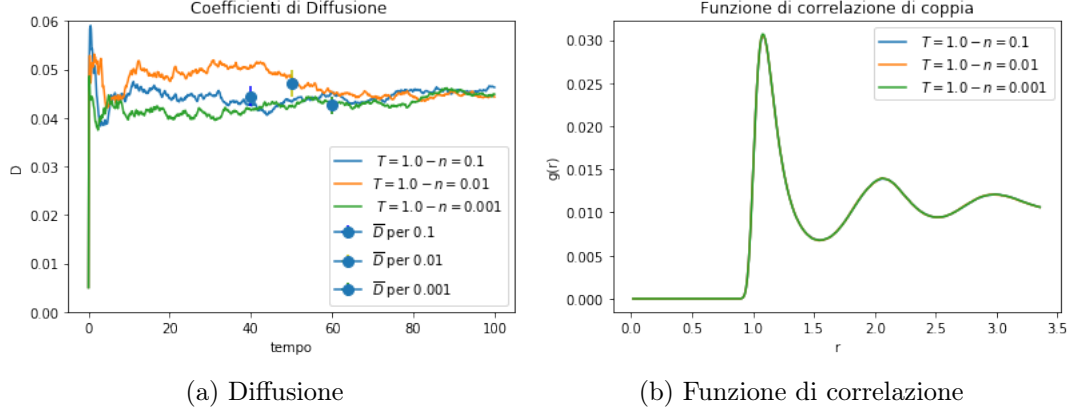 Coefficienti di Diffusione
0.06
0.05
0.04
0.03
0.02
0.01
0.00
D
0
20
40
60
80
100
tempo
T = 1.0 − n = 0.1
T = 1.0 − n = 0.01
T = 1.0 − n = 0.001
D̅ per 0.1
D̅ per 0.01
D̅ per 0.001
(a) Diffusione
Funzione di correlazione di coppia
0.030
0.025
0.020
0.015
0.010
0.005
0.000
g(r)
0.0
0.5
1.0
1.5
2.0
2.5
3.0
3.5
r
T = 1.0 − n = 0.1
T = 1.0 − n = 0.01
T = 1.0 − n = 0.001
(b) Funzione di correlazione